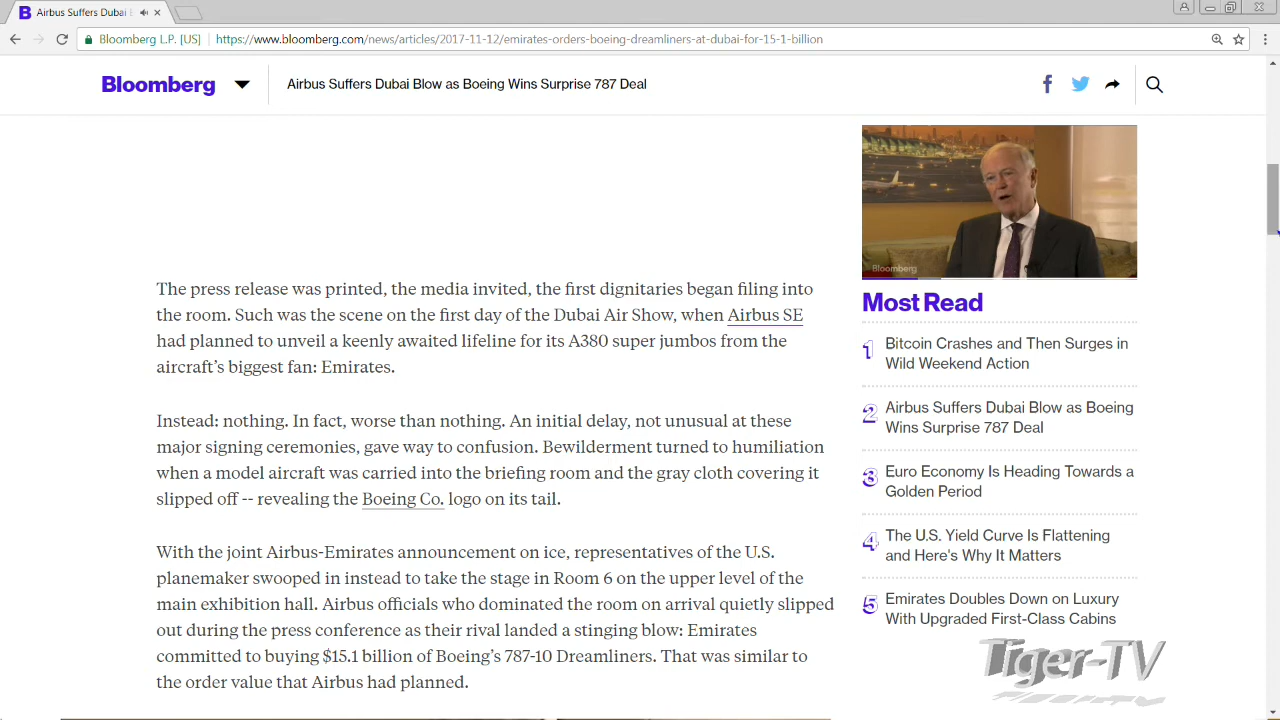 Airbus Suffers Dubai
Bloomberg L.P. [US] https://www.bloomberg.com/news/articles/2017-11-12/emirates-orders-boeing-dreamliners-at-dubai-for-15-1-billion
Bloomberg
Airbus Suffers Dubai Blow as Boeing Wins Surprise 787 Deal
The press release was printed, the media invited, the first dignitaries began filing into
the room. Such was the scene on the first day of the Dubai Air Show, when Airbus SE
had planned to unveil a keenly awaited lifeline for its A380 super jumbos from the
aircraft's biggest fan: Emirates.
Instead: nothing. In fact, worse than nothing. An initial delay, not unusual at these
major signing ceremonies, gave way to confusion. Bewilderment turned to humiliation
when a model aircraft was carried into the briefing room and the gray cloth covering it
slipped off -- revealing the Boeing Co. logo on its tail.
With the joint Airbus-Emirates announcement on ice, representatives of the U.S.
planemaker swooped in instead to take the stage in Room 6 on the upper level of the
main exhibition hall. Airbus officials who dominated the room on arrival quietly slipped
out during the press conference as their rival landed a stinging blow: Emirates
committed to buying $15.1 billion of Boeing's 787-10 Dreamliners. That was similar to
the order value that Airbus had planned.
Bloomberg
Most Read
1 Bitcoin Crashes and Then Surges in
Wild Weekend Action
2 Airbus Suffers Dubai Blow as Boeing
Wins Surprise 787 Deal
3 Euro Economy Is Heading Towards a
Golden Period
4 The U.S. Yield Curve Is Flattening
and Here's Why It Matters
5 Emirates Doubles Down on Luxury
With Upgraded First-Class Cabins
Tiger-TV